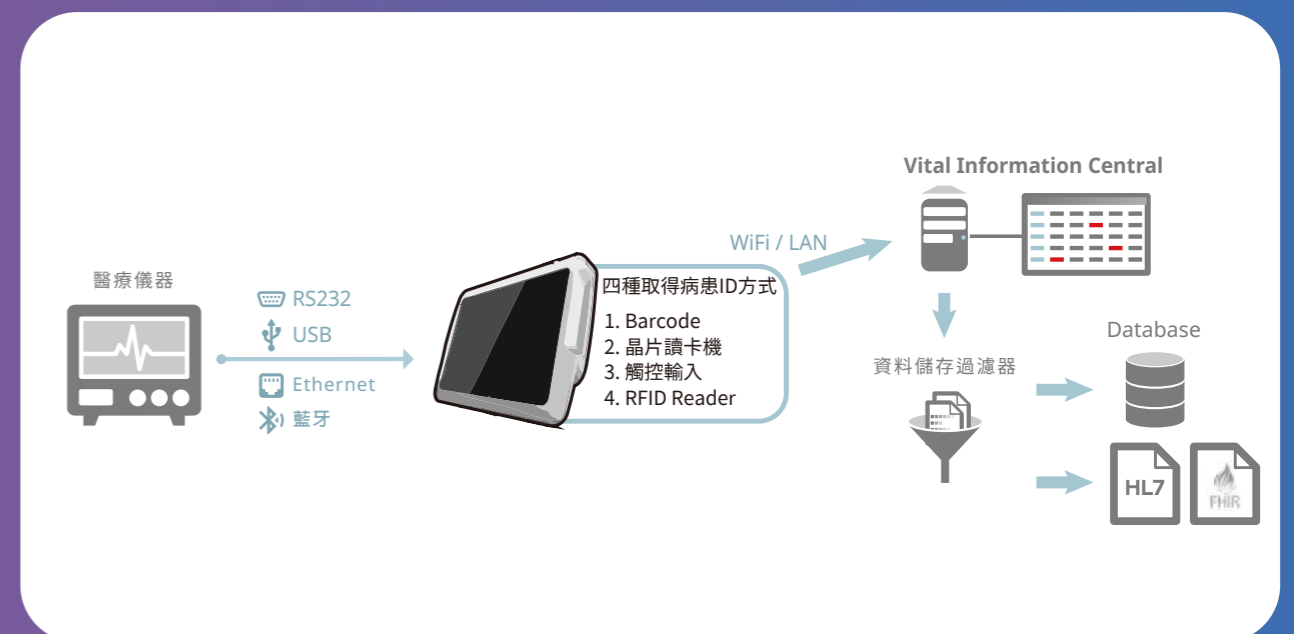 醫療儀器
RS232
USB
Ethernet
藍牙
四種取得病患ID方式
1. Barcode
2. 晶片讀卡機
3. 觸控輸入
4. RFID Reader
WiFi / LAN
Vital Information Central
資料儲存過濾器
Database
HL7
FHIR